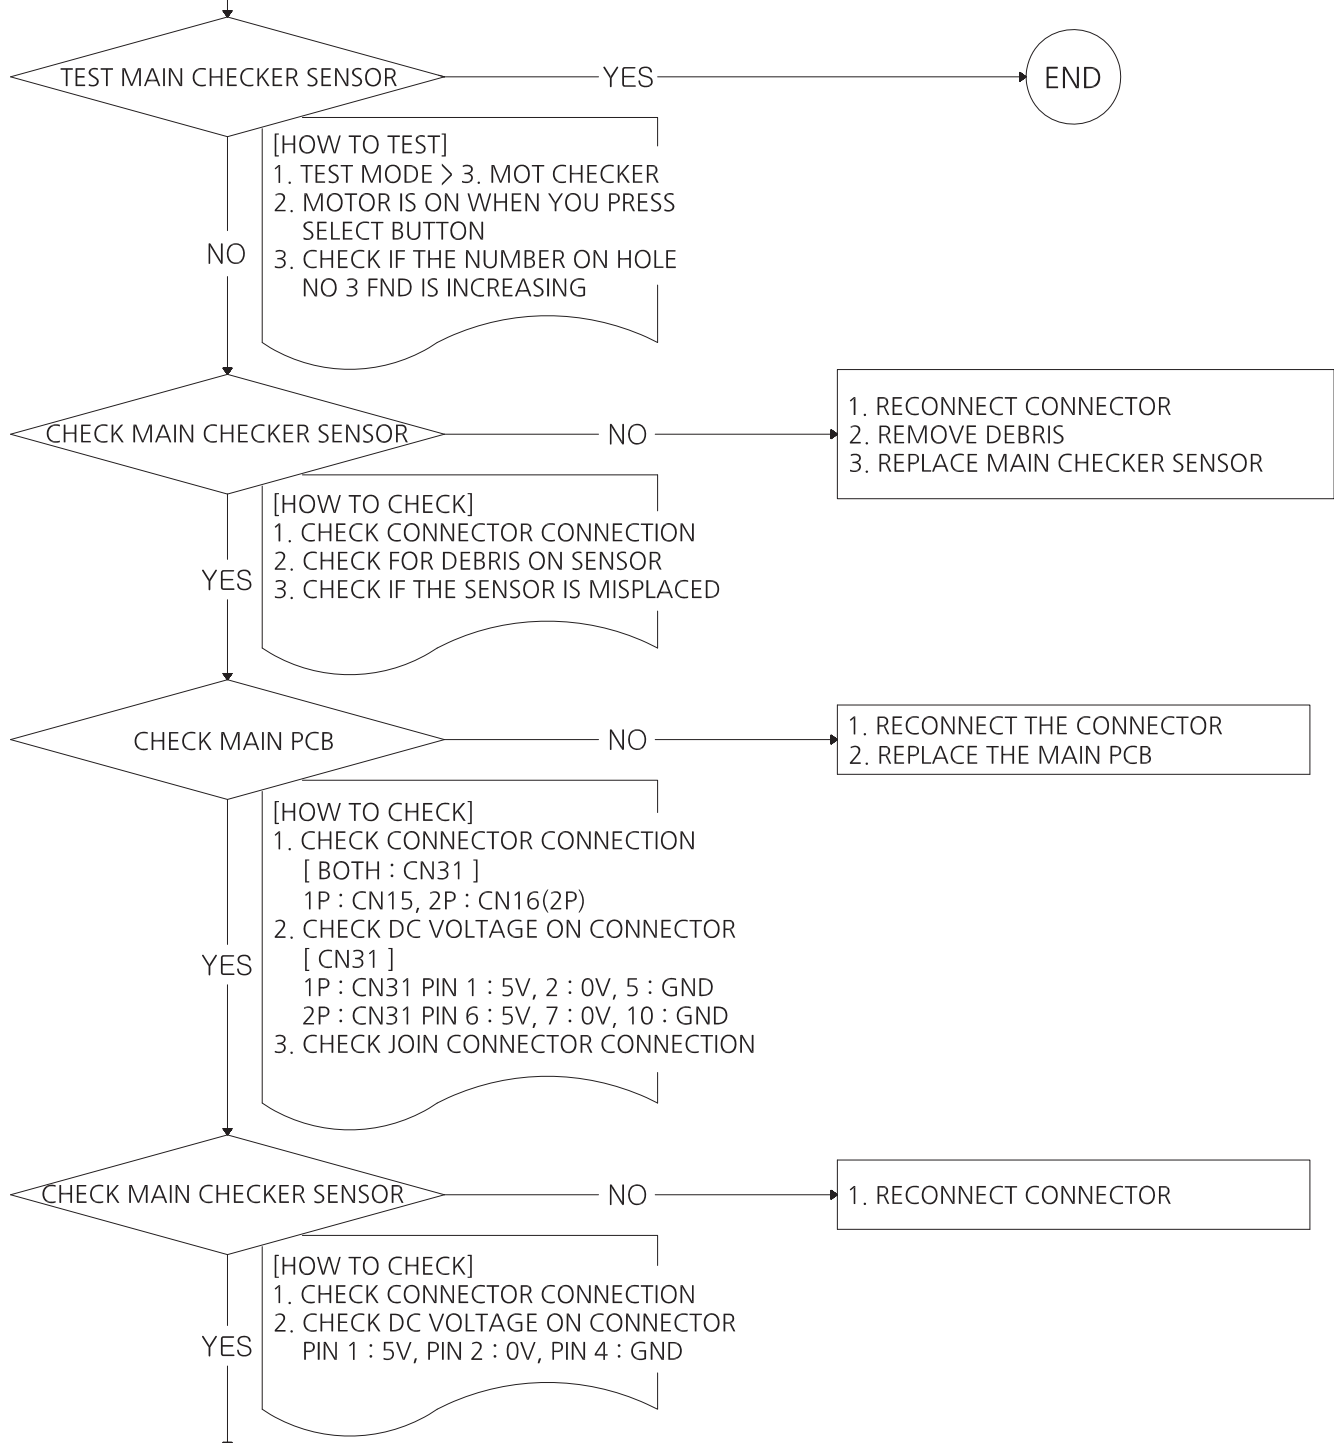 TEST MAIN CHECKER SENSOR
YES
END
[HOW TO TEST]
1. TEST MODE > 3. MOT CHECKER
2. MOTOR IS ON WHEN YOU PRESS
SELECT BUTTON
3. CHECK IF THE NUMBER ON HOLE
NO 3 FND IS INCREASING
NO
CHECK MAIN CHECKER SENSOR
NO
1. RECONNECT CONNECTOR
2. REMOVE DEBRIS
3. REPLACE MAIN CHECKER SENSOR
[HOW TO CHECK]
1. CHECK CONNECTOR CONNECTION
2. CHECK FOR DEBRIS ON SENSOR
3. CHECK IF THE SENSOR IS MISPLACED
YES
CHECK MAIN PCB
NO
1. RECONNECT THE CONNECTOR
2. REPLACE THE MAIN PCB
[HOW TO CHECK]
1. CHECK CONNECTOR CONNECTION
[ BOTH : CN31 ]
1P : CN15, 2P : CN16(2P)
2. CHECK DC VOLTAGE ON CONNECTOR
[ CN31 ]
1P : CN31 PIN 1 : 5V, 2 : 0V, 5 : GND
2P : CN31 PIN 6 : 5V, 7 : 0V, 10 : GND
3. CHECK JOIN CONNECTOR CONNECTION
YES
CHECK MAIN CHECKER SENSOR
NO
1. RECONNECT CONNECTOR
[HOW TO CHECK]
1. CHECK CONNECTOR CONNECTION
2. CHECK DC VOLTAGE ON CONNECTOR
PIN 1 : 5V, PIN 2 : 0V, PIN 4 : GND
YES